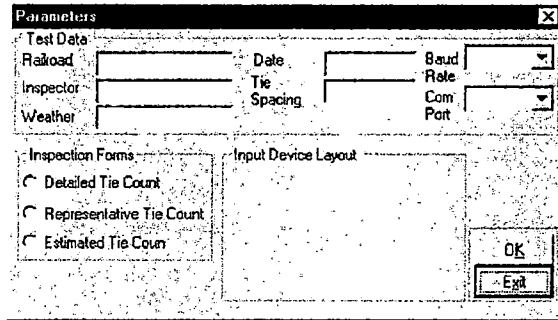 Parameters
Test Data
Railroad
Date
Baud Rate
Inspector
Tie Spacing
Com Port
Weather
Inspection Forms
Input Device Layout
Detailed Tie Count
Representative Tie Count
Estimated Tie Coun
OK
Exit